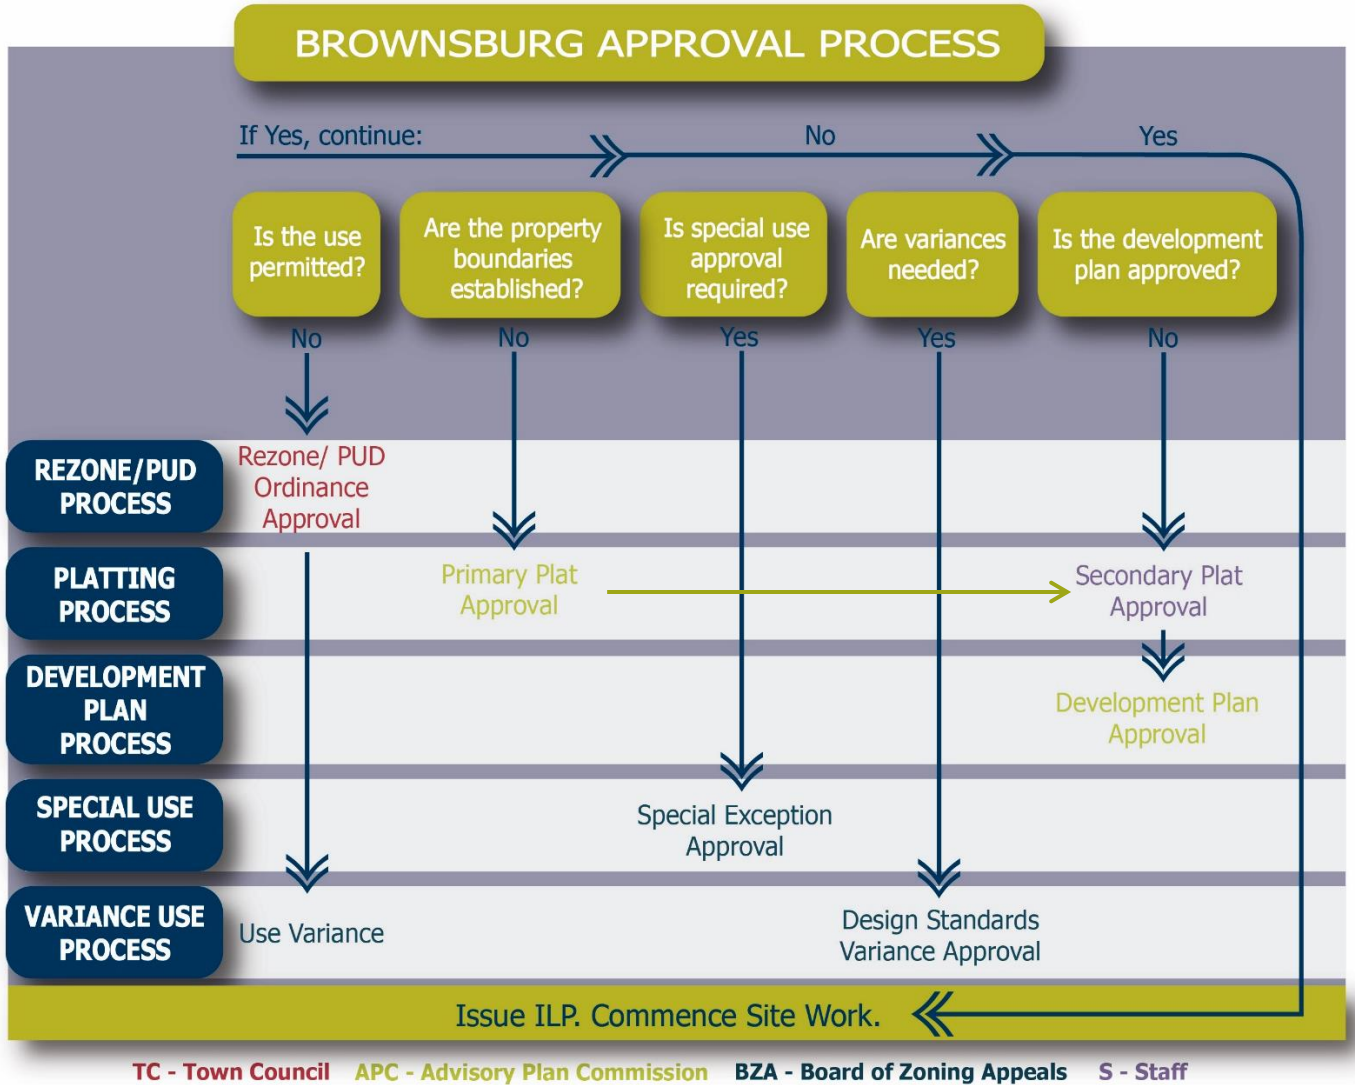 BROWNSBURG APPROVAL PROCESS
If Yes, continue:
No
Yes
Is the use
permitted?
Are the property
boundaries
established?
Is special use
approval
required?
Are variances
needed?
Is the development
plan approved?
No
No
Yes
Yes
No
REZONE/PUD
PROCESS
Rezone/ PUD
Ordinance
Approval
PLATTING
PROCESS
Primary Plat
Approval
Secondary Plat
Approval
DEVELOPMENT
PLAN
PROCESS
Development Plan
Approval
SPECIAL USE
PROCESS
Special Exception
Approval
VARIANCE USE
PROCESS
Use Variance
Design Standards
Variance Approval
Issue ILP. Commence Site Work.
TC - Town Council APC - Advisory Plan Commission BZA - Board of Zoning Appeals S - Staff